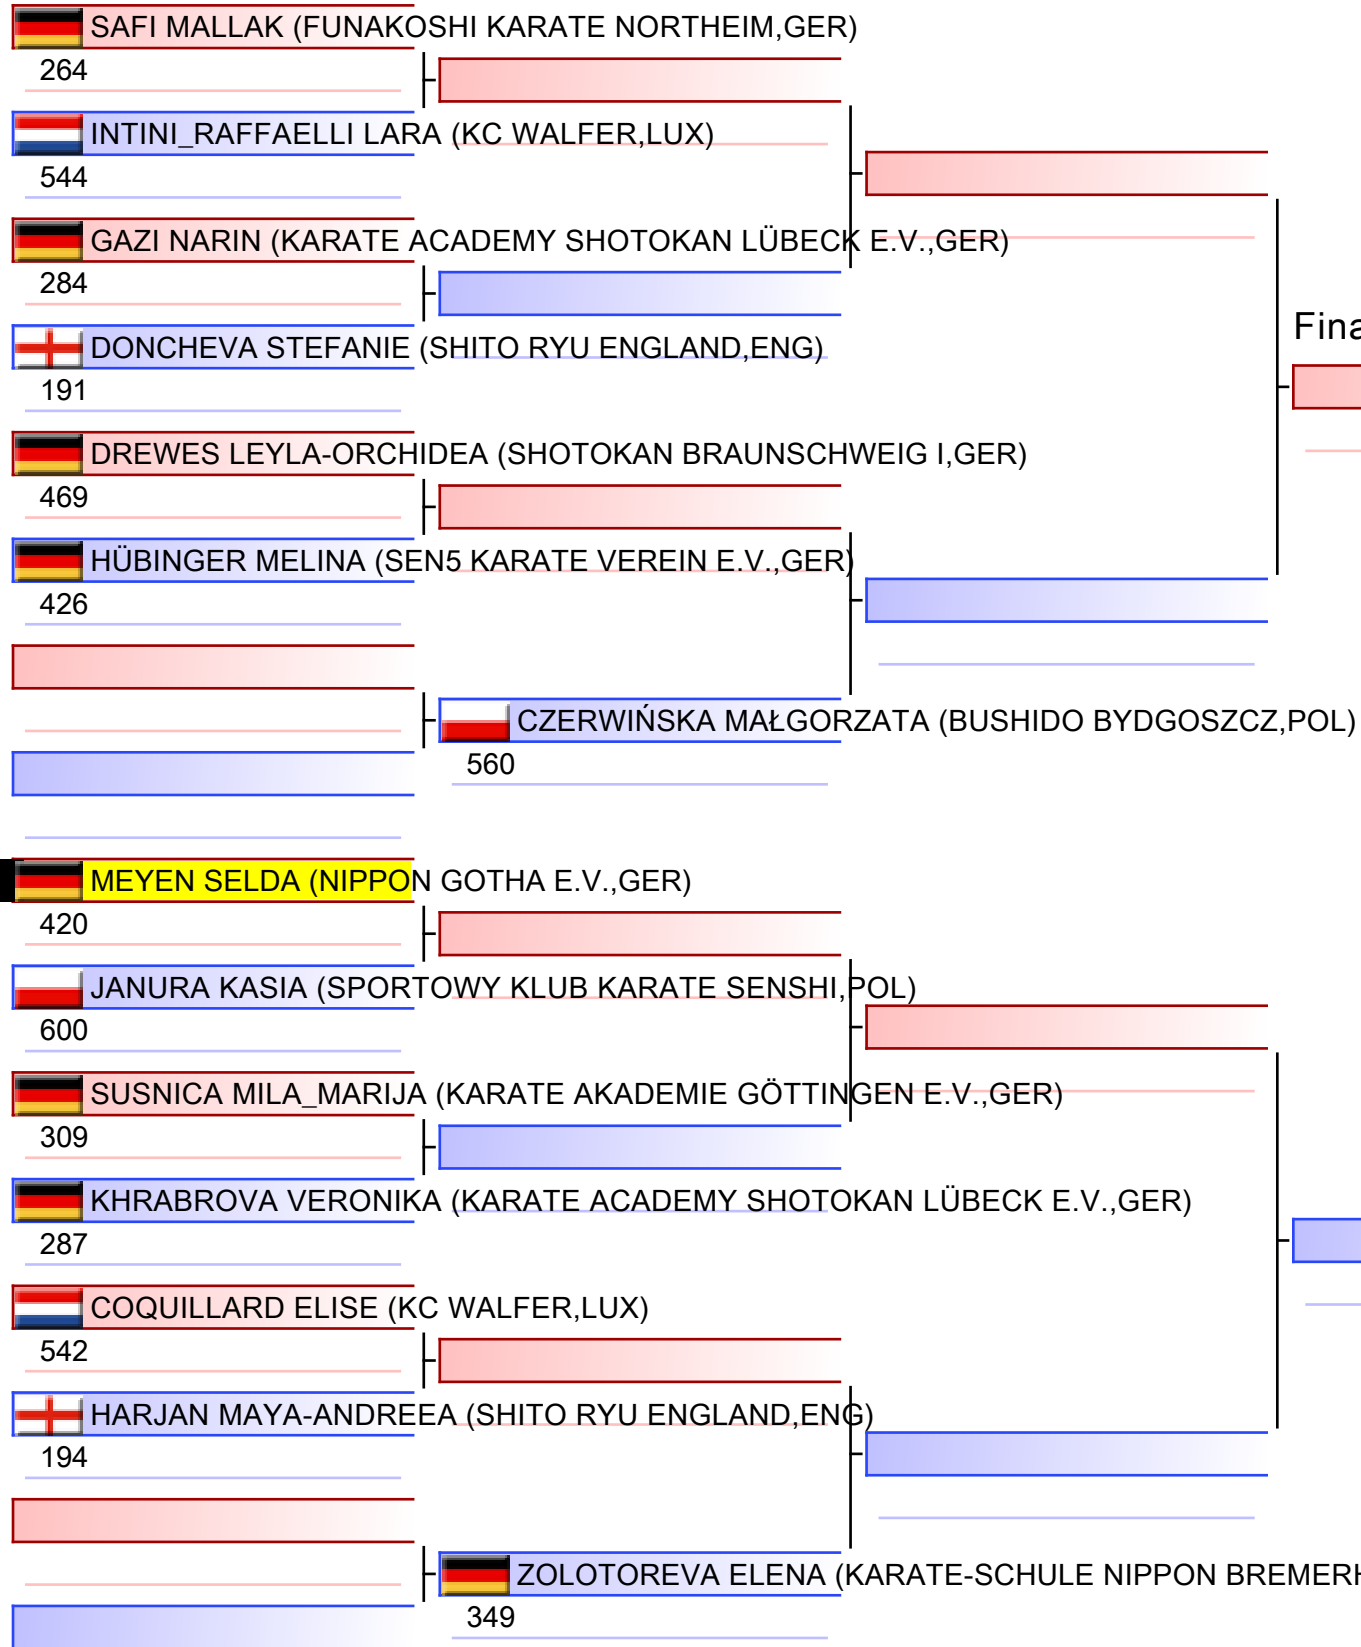 SAFI MALLAK (FUNAKOSHI KARATE NORTHEIM,GER)
264
INTINI_RAFFAELLI LARA (KC WALFER,LUX)
544
GAZI NARIN (KARATE ACADEMY SHOTOKAN LÜBECK E.V.,GER)
284
Fina
DONCHEVA STEFANIE (SHITO RYU ENGLAND,ENG)
191
DREWES LEYLA-ORCHIDEA (SHOTOKAN BRAUNSCHWEIG I,GER)
469
HÜBINGER MELINA (SEN5 KARATE VEREIN E.V.,GER)
426
CZERWIŃSKA MAŁGORZATA (BUSHIDO BYDGOSZCZ,POL)
560
MEYEN SELDA (NIPPON GOTHA E.V.,GER)
420
JANURA KASIA (SPORTOWY KLUB KARATE SENSHI,POL)
600
SUSNICA MILA_MARIJA (KARATE AKADEMIE GÖTTINGEN E.V.,GER)
309
KHRABROVA VERONIKA (KARATE ACADEMY SHOTOKAN LÜBECK E.V.,GER)
287
COQUILLARD ELISE (KC WALFER,LUX)
542
HARJAN MAYA-ANDREEA (SHITO RYU ENGLAND,ENG)
194
ZOLOTOREVA ELENA (KARATE-SCHULE NIPPON BREMERH
349